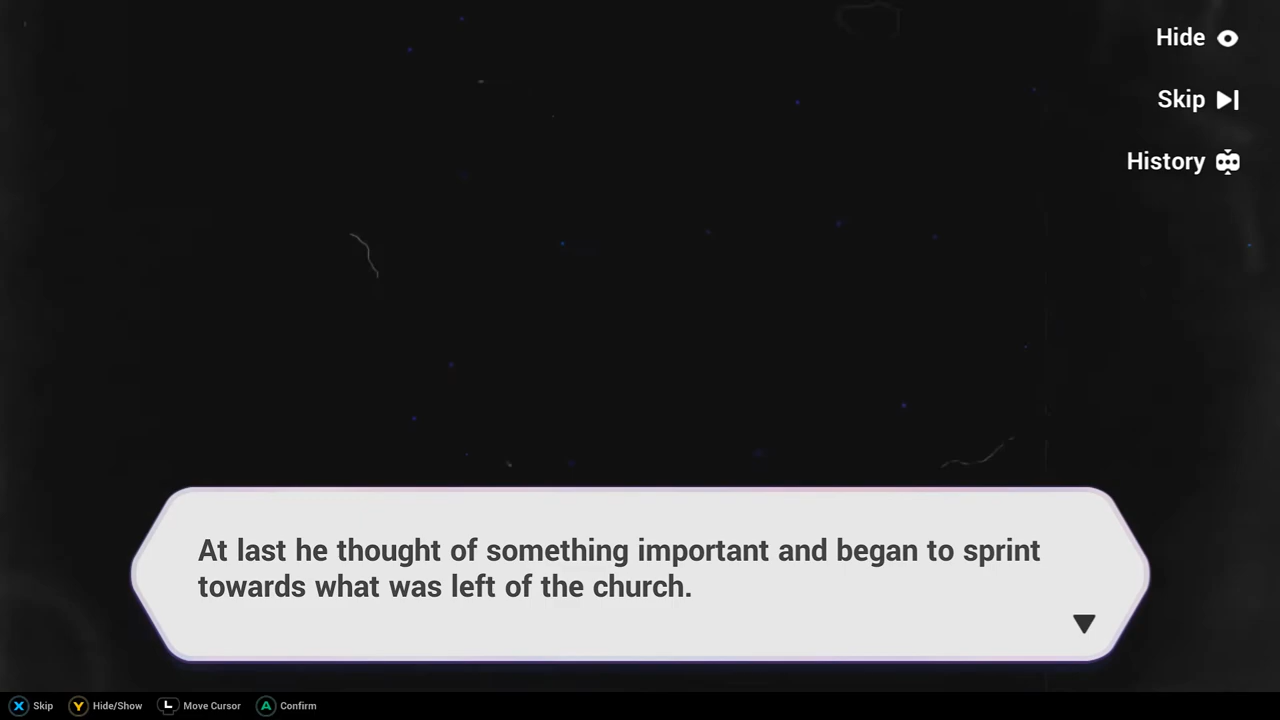 Hide
Skip
History
At last he thought of something important and began to sprint
towards what was left of the church.
X Skip Y Hide/Show L Move Cursor A Confirm